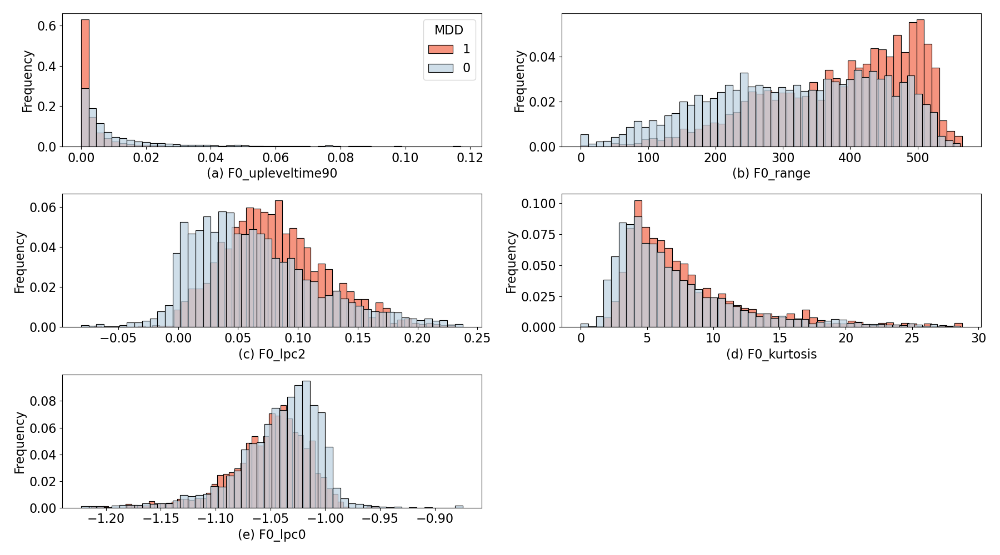 MDD
1
0
Frequency
0.6
0.4
0.2
0.0
0.00 0.02 0.04 0.06 0.08 0.10 0.12
(a) F0_upleveltime90
Frequency
0.04
0.02
0.00
0 100 200 300 400 500
(b) F0_range
Frequency
0.06
0.04
0.02
0.00
−0.05 0.00 0.05 0.10 0.15 0.20 0.25
(c) F0_lpc2
Frequency
0.100
0.075
0.050
0.025
0.000
0 5 10 15 20 25 30
(d) F0_kurtosis
Frequency
0.08
0.06
0.04
0.02
0.00
−1.20 −1.15 −1.10 −1.05 −1.00 −0.95 −0.90
(e) F0_lpc0